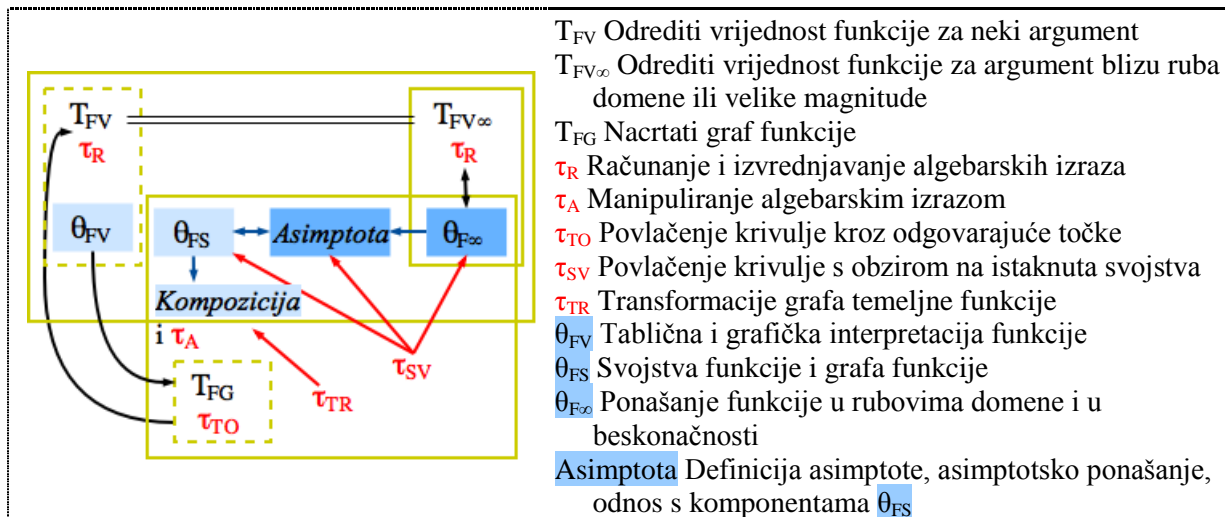 T_FV T_FV∞
τ_R τ_R
θ_FV θ_FS Asimptota θ_F∞
Kompozicija
i τ_A
τ_SV
T_FG
τ_TR
τ_TO
T_FV Odrediti vrijednost funkcije za neki argument
T_FV∞ Odrediti vrijednost funkcije za argument blizu ruba
domene ili velike magnitude
T_FG Nacrtati graf funkcije
τ_R Računanje i izvrednjavanje algebarskih izraza
τ_A Manipuliranje algebarskim izrazom
τ_TO Povlačenje krivulje kroz odgovarajuće točke
τ_SV Povlačenje krivulje s obzirom na istaknuta svojstva
τ_TR Transformacije grafa temeljne funkcije
θ_FV Tablična i grafička interpretacija funkcije
θ_FS Svojstva funkcije i grafa funkcije
θ_F∞ Ponašanje funkcije u rubovima domene i u
beskonačnosti
Asimptota Definicija asimptote, asimptotsko ponašanje,
odnos s komponentama θ_FS